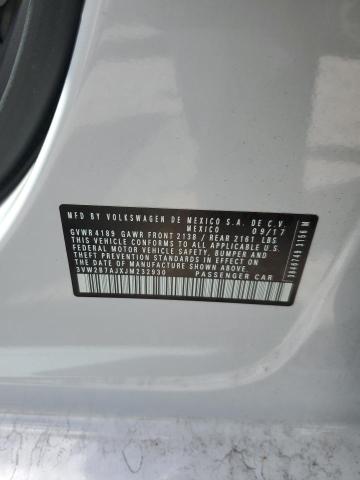 MFD BY VOLKSWAGEN DE MEXICO S.A. DE C.V.
MEXICO 09/17
GVWR 4189 GAWR FRONT 2138 / REAR 2161 LBS
THIS VEHICLE CONFORMS TO ALL APPLICABLE U.S.
FEDERAL MOTOR VEHICLE SAFETY, BUMPER AND
THEFT PREVENTION STANDARDS IN EFFECT ON THE
DATE OF MANUFACTURE SHOWN ABOVE
3VW2B7AJXJM232930
PASSENGER CAR
3846749 3156 M